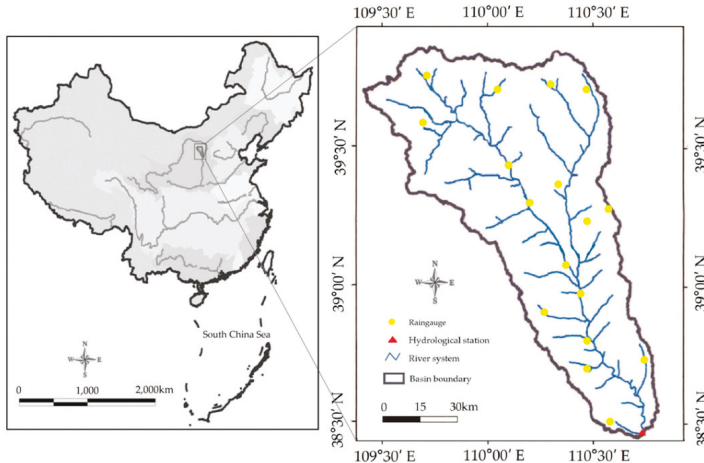 South China Sea
N
W E
S
0 1,000 2,000km
109°30′ E 110°00′ E 110°30′ E
39°30′ N
39°00′ N
38°30′ N
39°30′ N
39°00′ N
38°30′ N
N
W E
S
Raingauge
Hydrological station
River system
Basin boundary
0 15 30km
109°30′ E 110°00′ E 110°30′ E